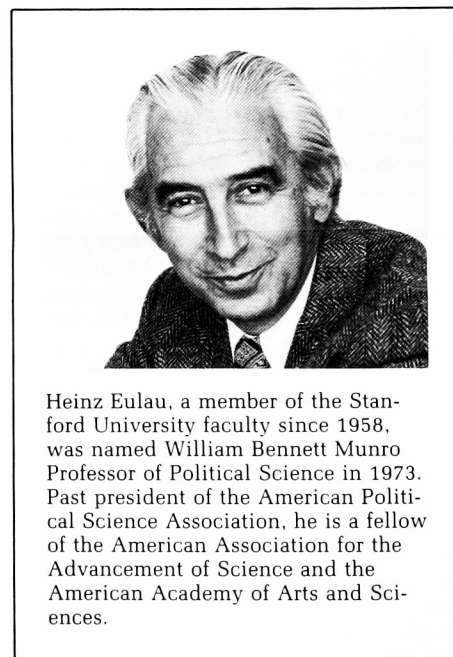 Heinz Eulau, a member of the Stan-
ford University faculty since 1958,
was named William Bennett Munro
Professor of Political Science in 1973.
Past president of the American Politi-
cal Science Association, he is a fellow
of the American Association for the
Advancement of Science and the
American Academy of Arts and Sci-
ences.